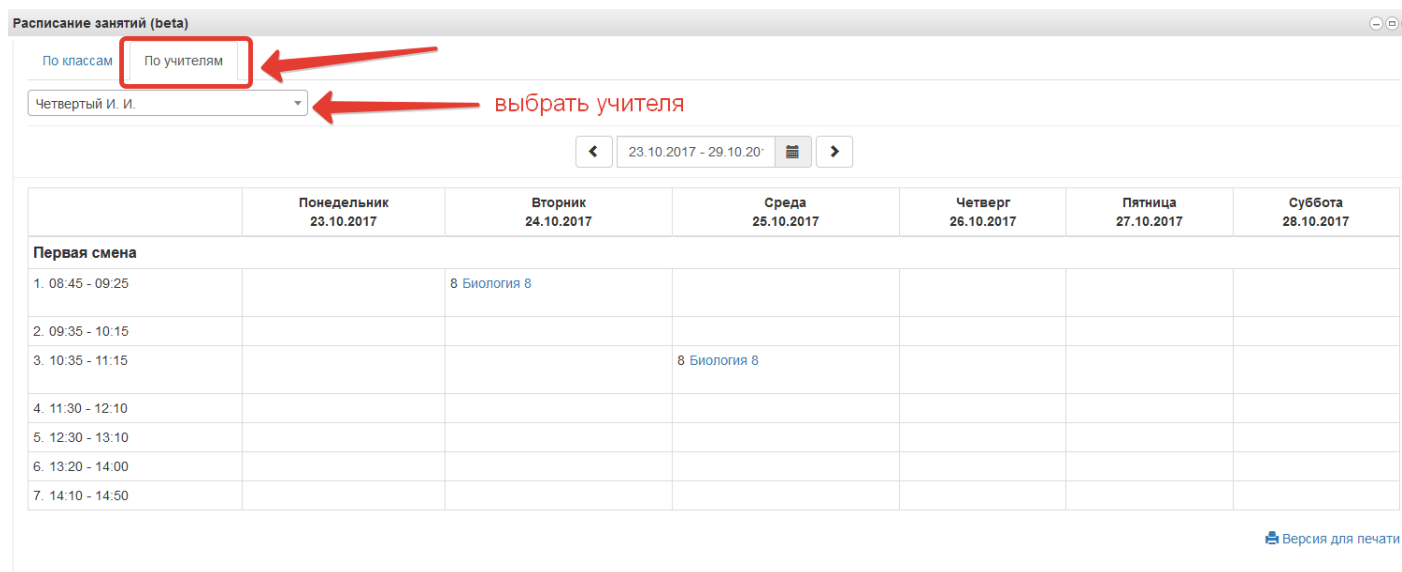 Расписание занятий (beta)
По классам По учителям
Четвертый И. И.
выбрать учителя
23.10.2017 - 29.10.20
Понедельник Вторник Среда Четверг Пятница Суббота
23.10.2017 24.10.2017 25.10.2017 26.10.2017 27.10.2017 28.10.2017
Первая смена
1. 08:45 - 09:25 8 Биология 8
2. 09:35 - 10:15
3. 10:35 - 11:15 8 Биология 8
4. 11:30 - 12:10
5. 12:30 - 13:10
6. 13:20 - 14:00
7. 14:10 - 14:50
Версия для печати